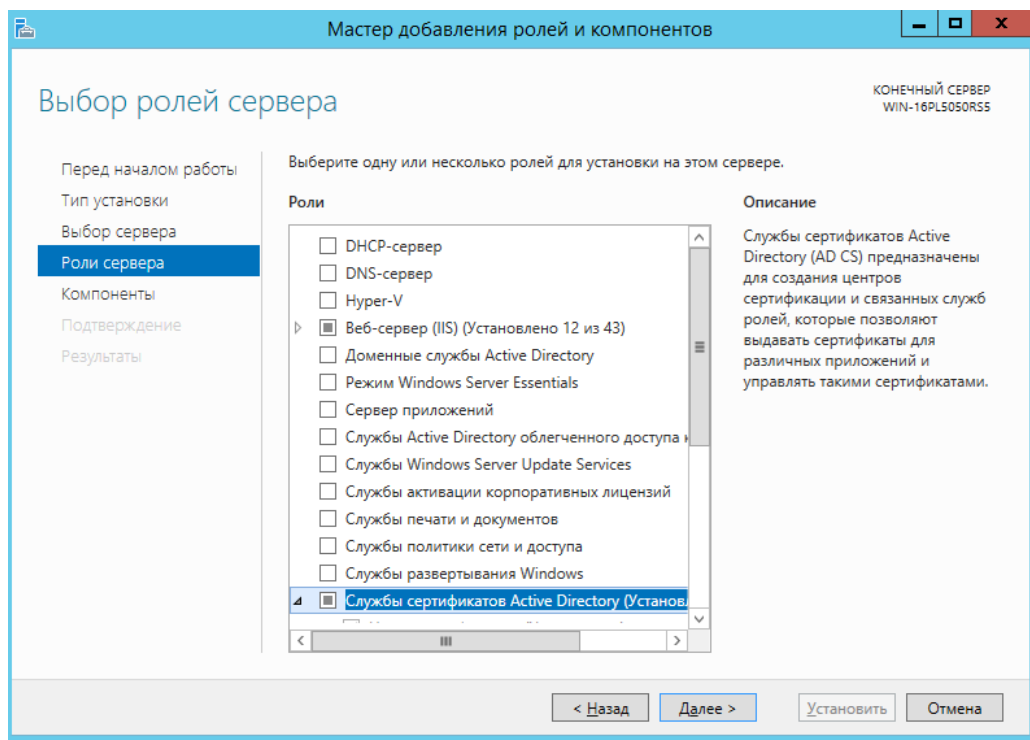 Мастер добавления ролей и компонентов
Выбор ролей сервера
КОНЕЧНЫЙ СЕРВЕР
WIN-16PL5050RS5
Перед началом работы
Тип установки
Выбор сервера
Роли сервера
Компоненты
Подтверждение
Результаты
Выберите одну или несколько ролей для установки на этом сервере.
Роли
DHCP-сервер
DNS-сервер
Hyper-V
Веб-сервер (IIS) (Установлено 12 из 43)
Доменные службы Active Directory
Режим Windows Server Essentials
Сервер приложений
Службы Active Directory облегченного доступа к
Службы Windows Server Update Services
Службы активации корпоративных лицензий
Службы печати и документов
Службы политики сети и доступа
Службы развертывания Windows
Службы сертификатов Active Directory (Установл
Описание
Службы сертификатов Active
Directory (AD CS) предназначены
для создания центров
сертификации и связанных служб
ролей, которые позволяют
выдавать сертификаты для
различных приложений и
управлять такими сертификатами.
< Назад
Далее >
Установить
Отмена